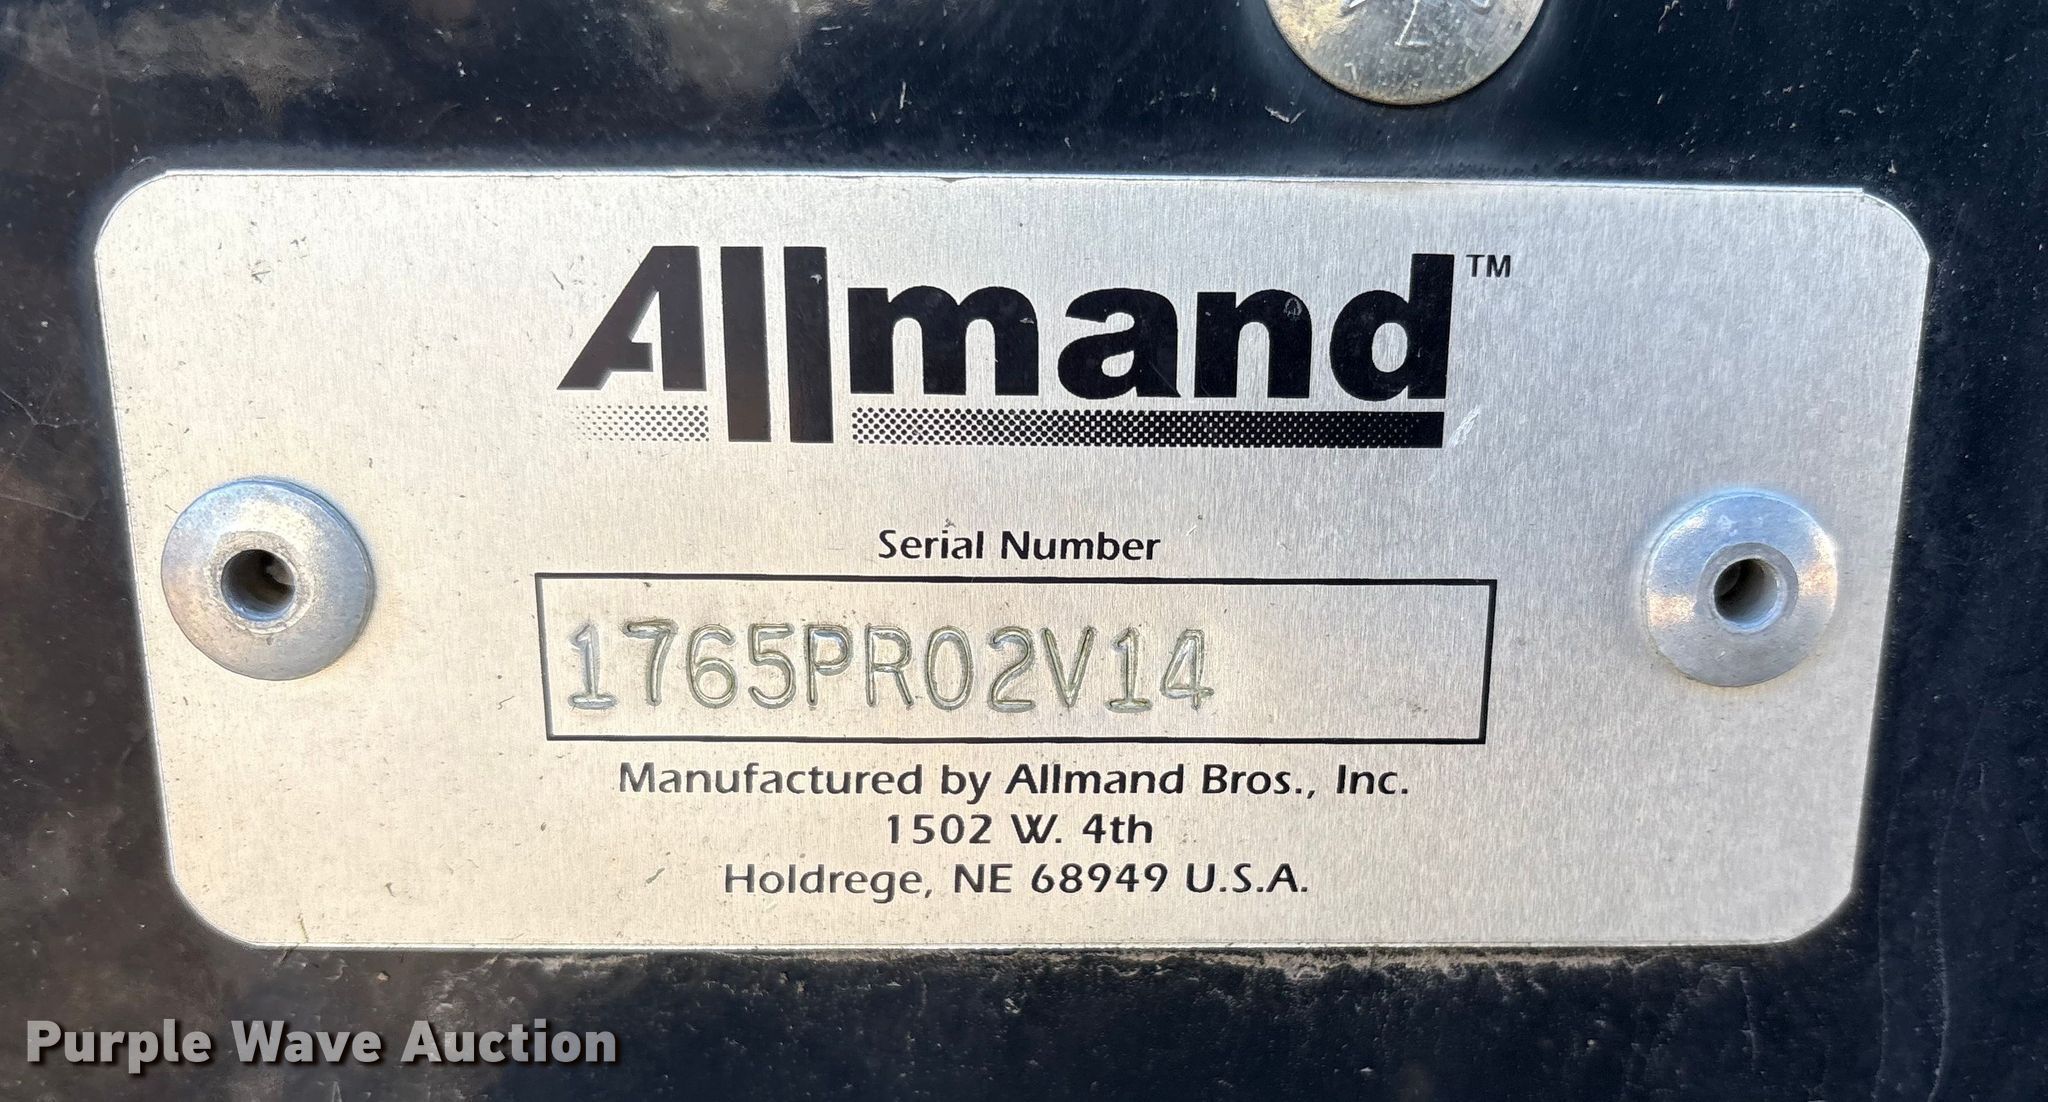 Allmand™
Serial Number
1765PR02V14
Manufactured by Allmand Bros., Inc.
1502 W. 4th
Holdrege, NE 68949 U.S.A.
Purple Wave Auction